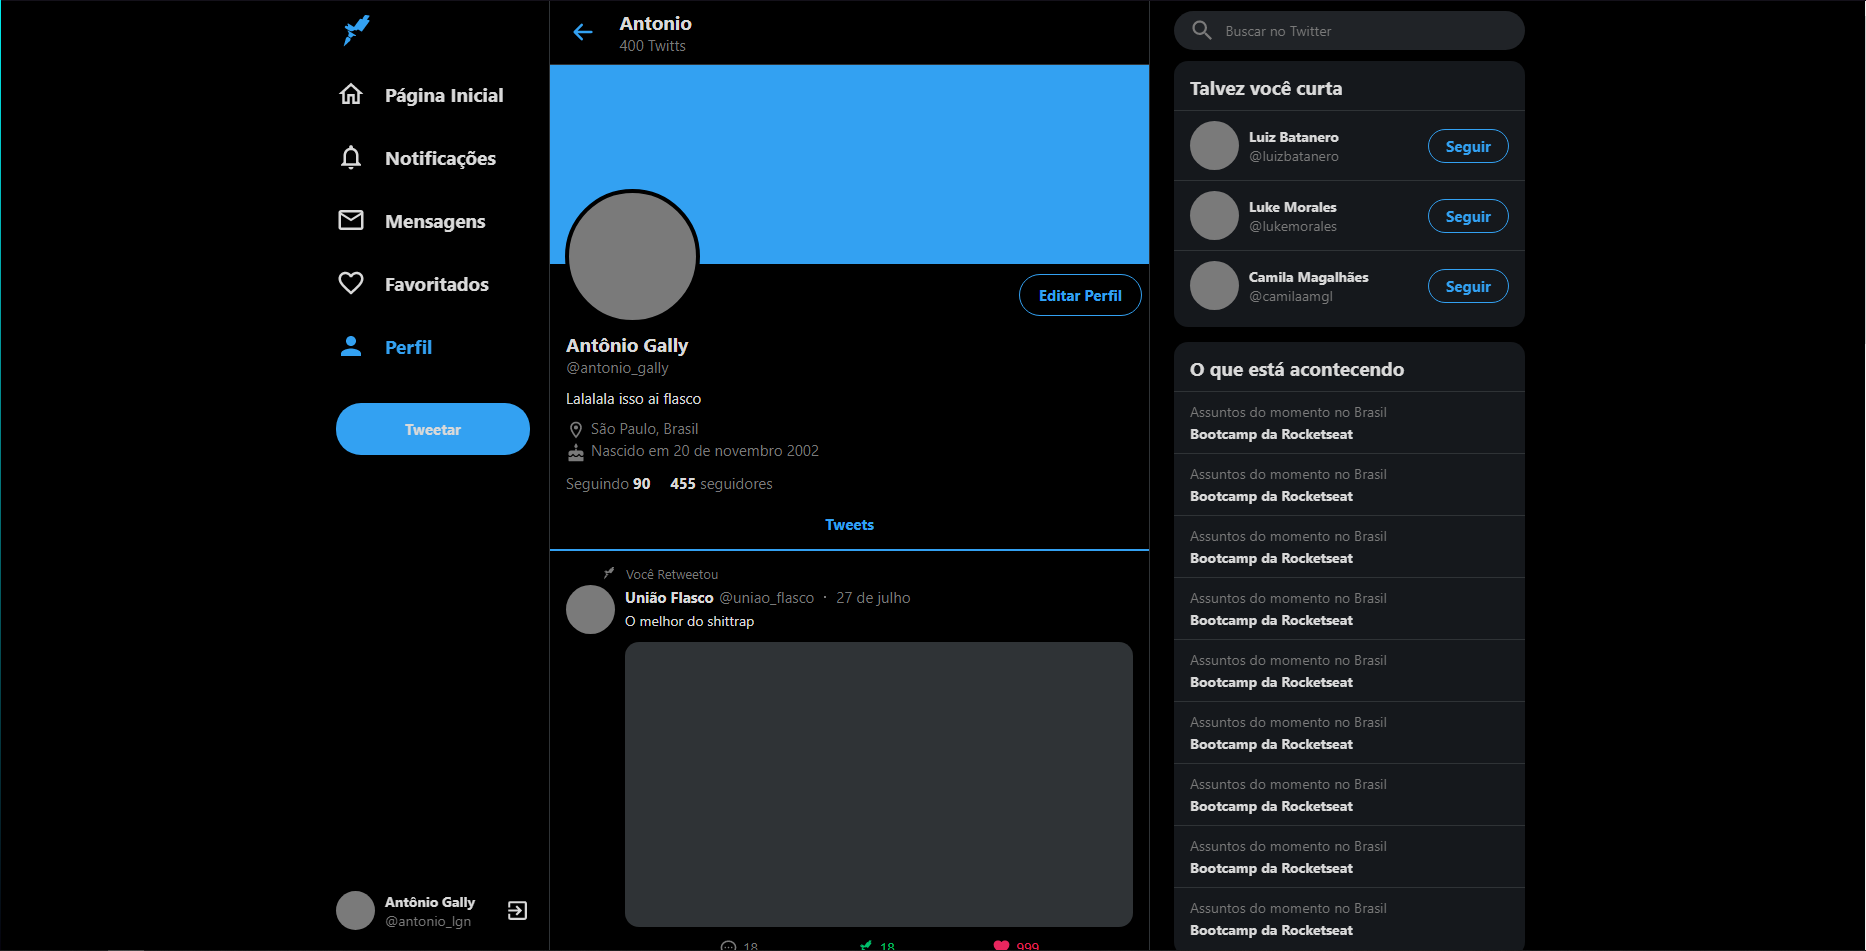 Página Inicial
Notificações
Mensagens
Favoritados
Perfil
Tweetar
Antônio Gally
@antonio_lgn
Antonio
400 Twitts
Editar Perfil
Antônio Gally
@antonio_gally
Lalalala isso ai flasco
São Paulo, Brasil
Nascido em 20 de novembro 2002
Seguindo 90 455 seguidores
Tweets
Você Retweetou
União Flasco @uniao_flasco · 27 de julho
O melhor do shittrap
18 18 999
Buscar no Twitter
Talvez você curta
Luiz Batanero
@luizbatanero
Seguir
Luke Morales
@lukemorales
Seguir
Camila Magalhães
@camilaamgl
Seguir
O que está acontecendo
Assuntos do momento no Brasil
Bootcamp da Rocketseat
Assuntos do momento no Brasil
Bootcamp da Rocketseat
Assuntos do momento no Brasil
Bootcamp da Rocketseat
Assuntos do momento no Brasil
Bootcamp da Rocketseat
Assuntos do momento no Brasil
Bootcamp da Rocketseat
Assuntos do momento no Brasil
Bootcamp da Rocketseat
Assuntos do momento no Brasil
Bootcamp da Rocketseat
Assuntos do momento no Brasil
Bootcamp da Rocketseat
Assuntos do momento no Brasil
Bootcamp da Rocketseat